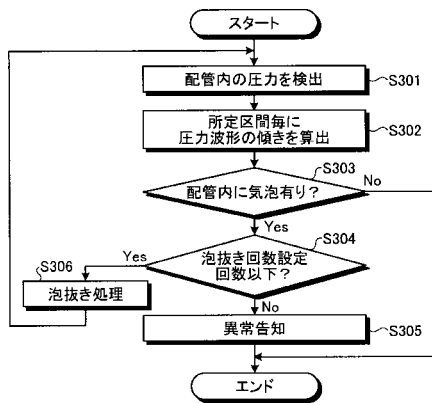 スタート
配管内の圧力を検出
S301
所定区間毎に
圧力波形の傾きを算出
S302
S303
配管内に気泡有り?
No
Yes
S304
泡抜き回数設定
回数以下?
Yes
S306
泡抜き処理
No
異常告知
S305
エンド